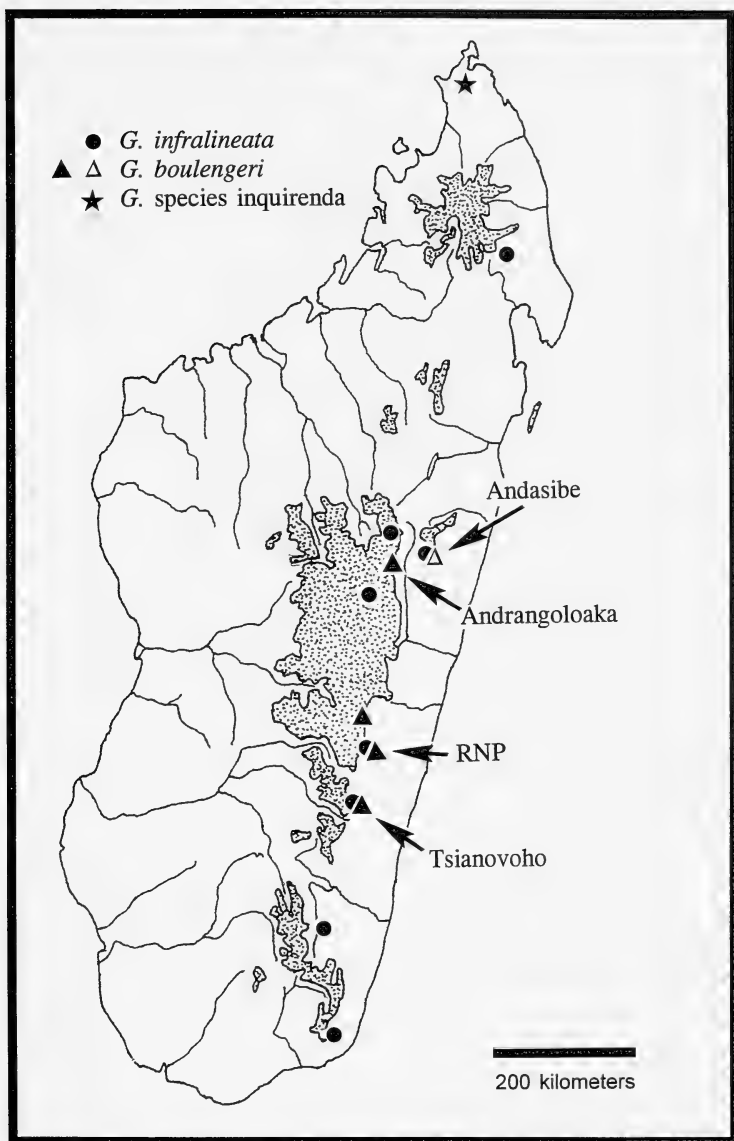 G. infralineata
G. boulengeri
G. species inquirenda
Andasibe
Andrangoloaka
RNP
Tsianovoho
200 kilometers